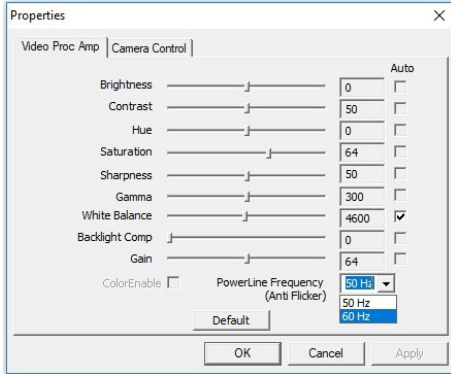 Properties
Video Proc Amp Camera Control
Auto
Brightness 0
Contrast 50
Hue 0
Saturation 64
Sharpness 50
Gamma 300
White Balance 4600
Backlight Comp 0
Gain 64
ColorEnable PowerLine Frequency 50 Hz
(Anti Flicker)
50 Hz
60 Hz
Default
OK Cancel Apply